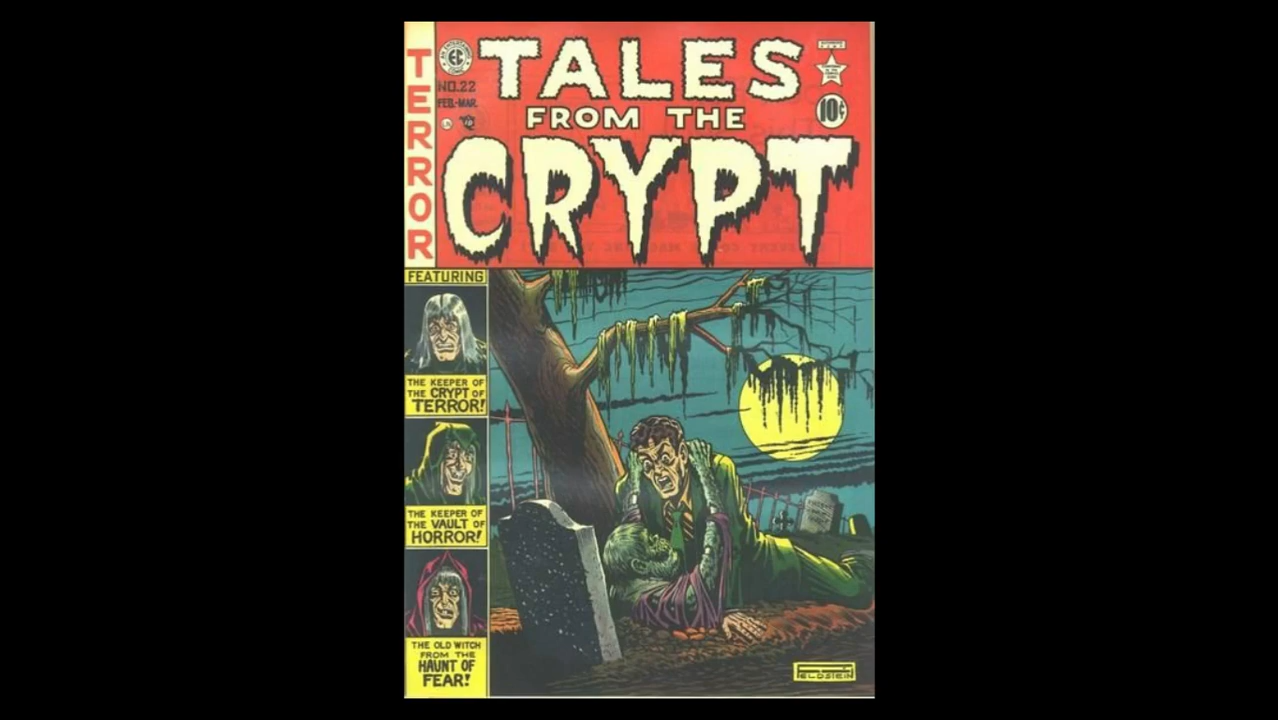 TERROR
EC
TALES
FROM THE
CRYPT
NO.22
FEB.-MAR.
10¢
FEATURING
THE KEEPER OF
THE CRYPT OF
TERROR!
THE KEEPER OF
THE VAULT OF
HORROR!
THE OLD WITCH
FROM THE
HAUNT OF
FEAR!
FELDSTEIN